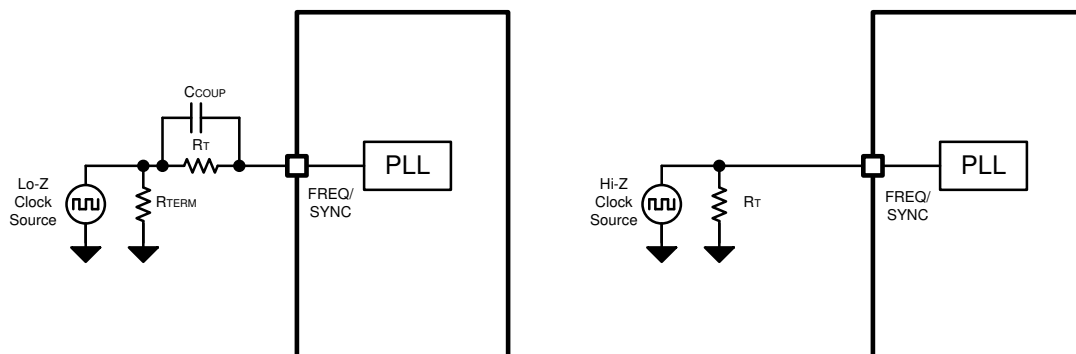 CCOUP
RT
PLL
Lo-Z
Clock
Source
RTERM
FREQ/
SYNC
PLL
Hi-Z
Clock
Source
RT
FREQ/
SYNC